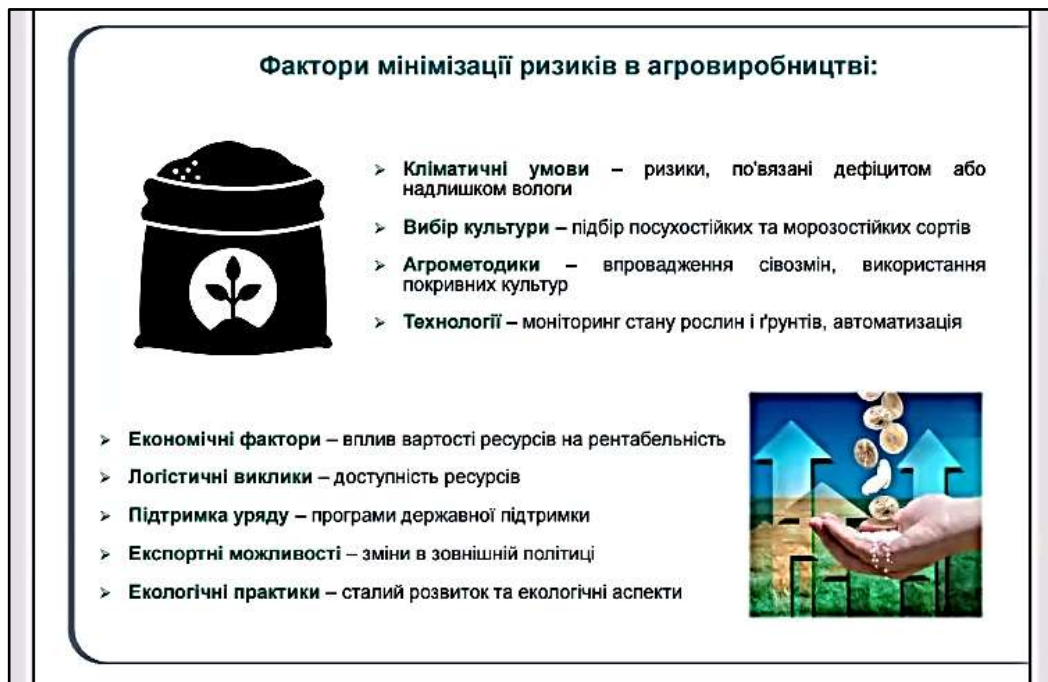 Фактори мінімізації ризиків в агровиробництві:
➢ Кліматичні умови – ризики, по'вязані дефіцитом або
надлишком вологи
➢ Вибір культури – підбір посухостійких та морозостійких сортів
➢ Агрометодики – впровадження сівозмін, використання
покривних культур
➢ Технології – моніторинг стану рослин і ґрунтів, автоматизація
➢ Економічні фактори – вплив вартості ресурсів на рентабельність
➢ Логістичні виклики – доступність ресурсів
➢ Підтримка уряду – програми державної підтримки
➢ Експортні можливості – зміни в зовнішній політиці
➢ Екологічні практики – сталий розвиток та екологічні аспекти